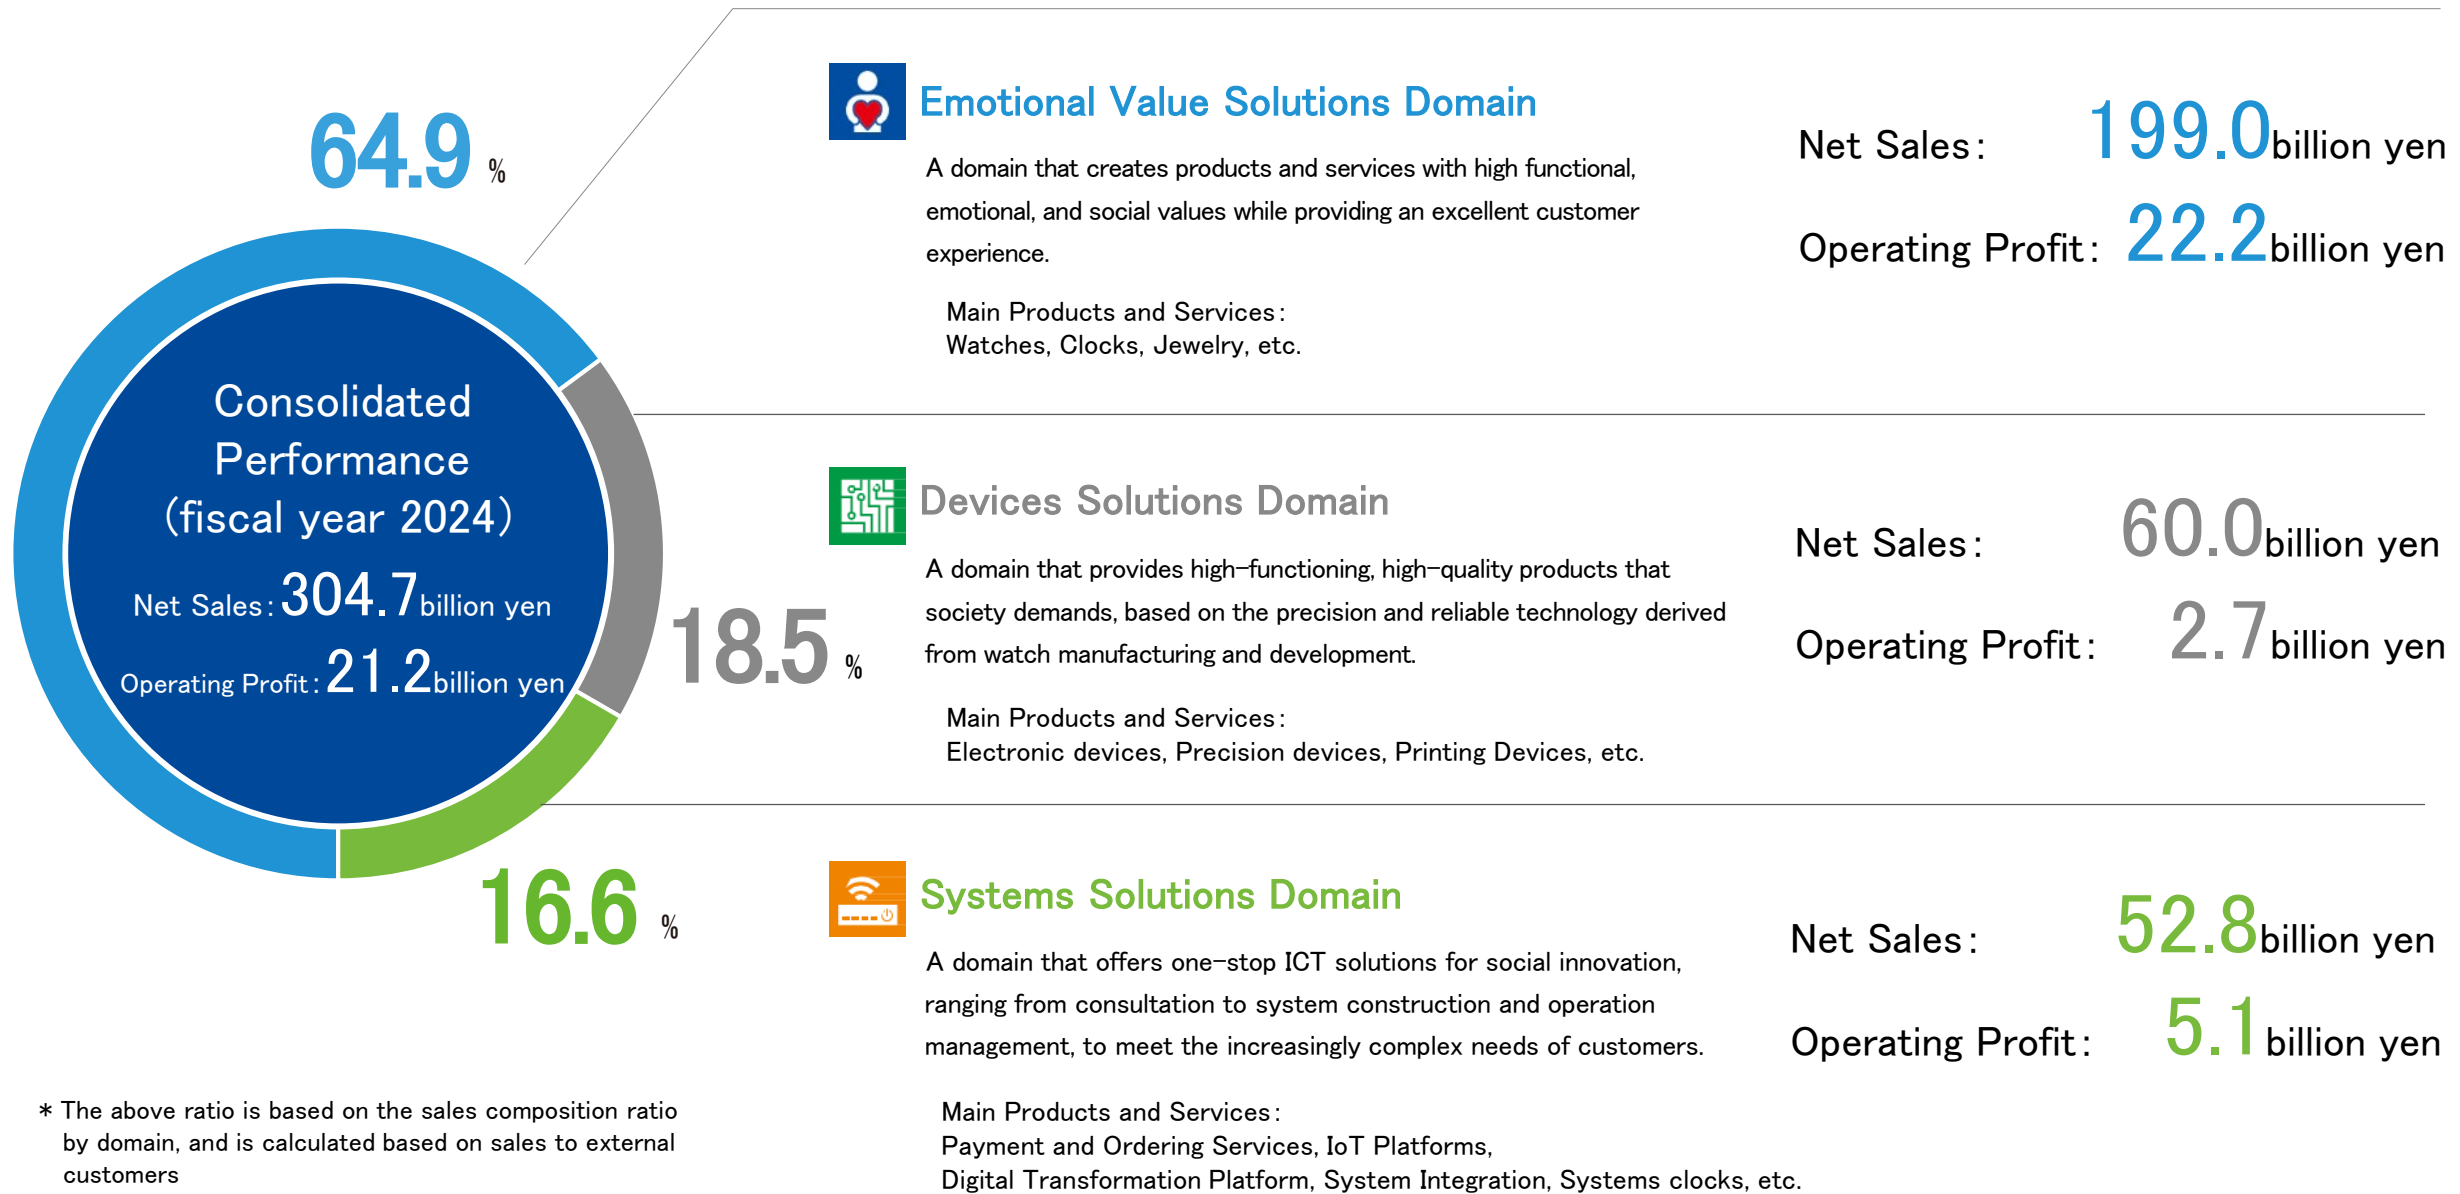 64.9 %
Consolidated
Performance
(fiscal year 2024)
Net Sales: 304.7 billion yen
Operating Profit: 21.2 billion yen
18.5 %
16.6 %
* The above ratio is based on the sales composition ratio
by domain, and is calculated based on sales to external
customers
Emotional Value Solutions Domain
A domain that creates products and services with high functional,
emotional, and social values while providing an excellent customer
experience.
Main Products and Services:
Watches, Clocks, Jewelry, etc.
Net Sales: 199.0 billion yen
Operating Profit: 22.2 billion yen
Devices Solutions Domain
A domain that provides high-functioning, high-quality products that
society demands, based on the precision and reliable technology derived
from watch manufacturing and development.
Main Products and Services:
Electronic devices, Precision devices, Printing Devices, etc.
Net Sales: 60.0 billion yen
Operating Profit: 2.7 billion yen
Systems Solutions Domain
A domain that offers one-stop ICT solutions for social innovation,
ranging from consultation to system construction and operation
management, to meet the increasingly complex needs of customers.
Main Products and Services:
Payment and Ordering Services, IoT Platforms,
Digital Transformation Platform, System Integration, Systems clocks, etc.
Net Sales: 52.8 billion yen
Operating Profit: 5.1 billion yen